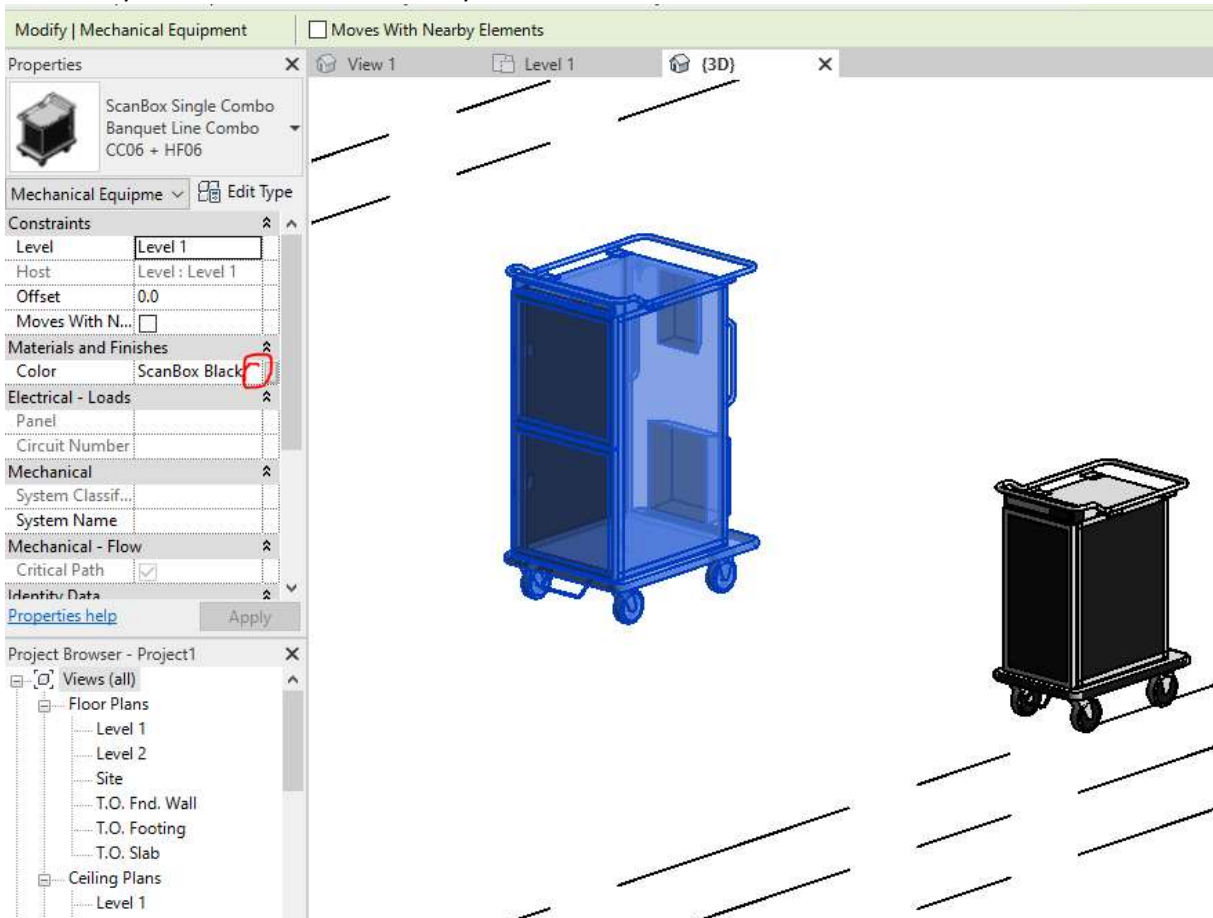 Modify | Mechanical Equipment
Moves With Nearby Elements
Properties
View 1
Level 1
{3D}
ScanBox Single Combo
Banquet Line Combo
CC06 + HF06
Mechanical Equipme
Edit Type
Constraints
Level Level 1
Host Level : Level 1
Offset 0.0
Moves With N...
Materials and Finishes
Color ScanBox Black
Electrical - Loads
Panel
Circuit Number
Mechanical
System Classif...
System Name
Mechanical - Flow
Critical Path
Identity Data
Properties help
Apply
Project Browser - Project1
Views (all)
Floor Plans
Level 1
Level 2
Site
T.O. Fnd. Wall
T.O. Footing
T.O. Slab
Ceiling Plans
Level 1